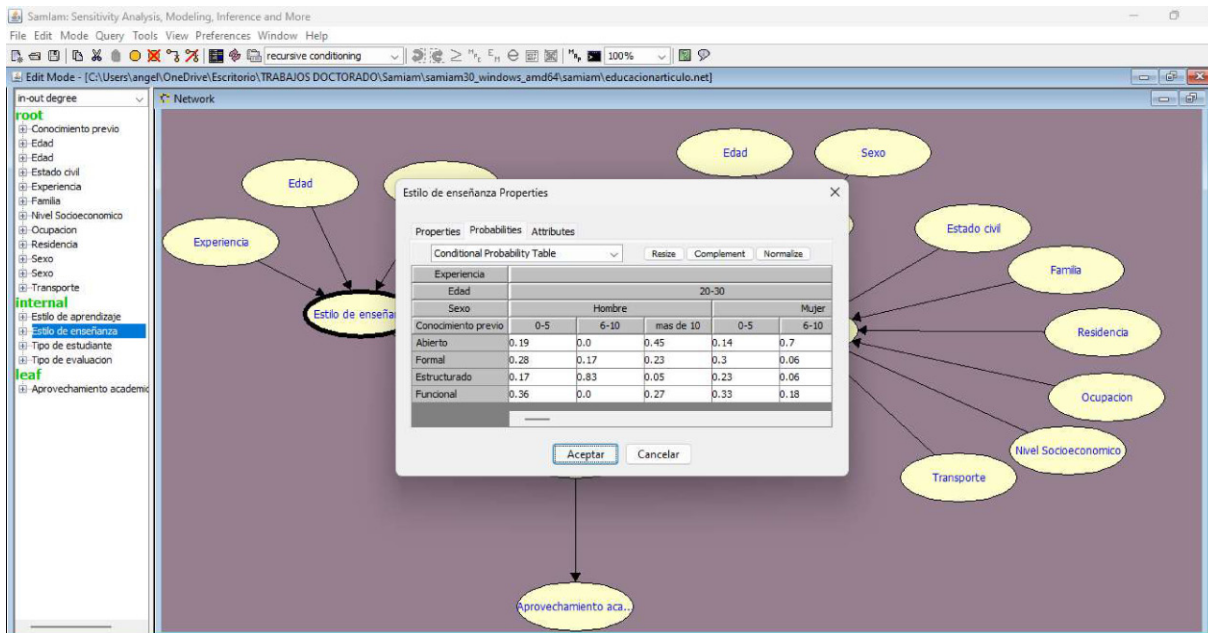 SamIam: Sensitivity Analysis, Modeling, Inference and More
File Edit Mode Query Tools View Preferences Window Help
recursive conditioning
100%
Edit Mode - [C:\Users\angel\OneDrive\Escritorio\TRABAJOS DOCTORADO\Samiam\samiam30_windows_amd64\samiam\educacionarticulo.net]
in-out degree
root
Conocimiento previo
Edad
Edad
Estado civil
Experiencia
Familia
Nivel Socioeconomico
Ocupacion
Residencia
Sexo
Sexo
Transporte
internal
Estilo de aprendizaje
Estilo de enseñanza
Tipo de estudiante
Tipo de evaluacion
leaf
Aprovechamiento academic
Network
Edad
Experiencia
Estilo de enseña
Edad
Sexo
Estado civil
Familia
Residencia
Ocupacion
Nivel Socioeconomico
Transporte
Aprovechamiento aca..
Estilo de enseñanza Properties
Properties Probabilities Attributes
Conditional Probability Table Resize Complement Normalize
Experiencia
Edad 20-30
Sexo Hombre Mujer
Conocimiento previo 0-5 6-10 mas de 10 0-5 6-10
Abierto 0.19 0.0 0.45 0.14 0.7
Formal 0.28 0.17 0.23 0.3 0.06
Estructurado 0.17 0.83 0.05 0.23 0.06
Funcional 0.36 0.0 0.27 0.33 0.18
Aceptar Cancelar